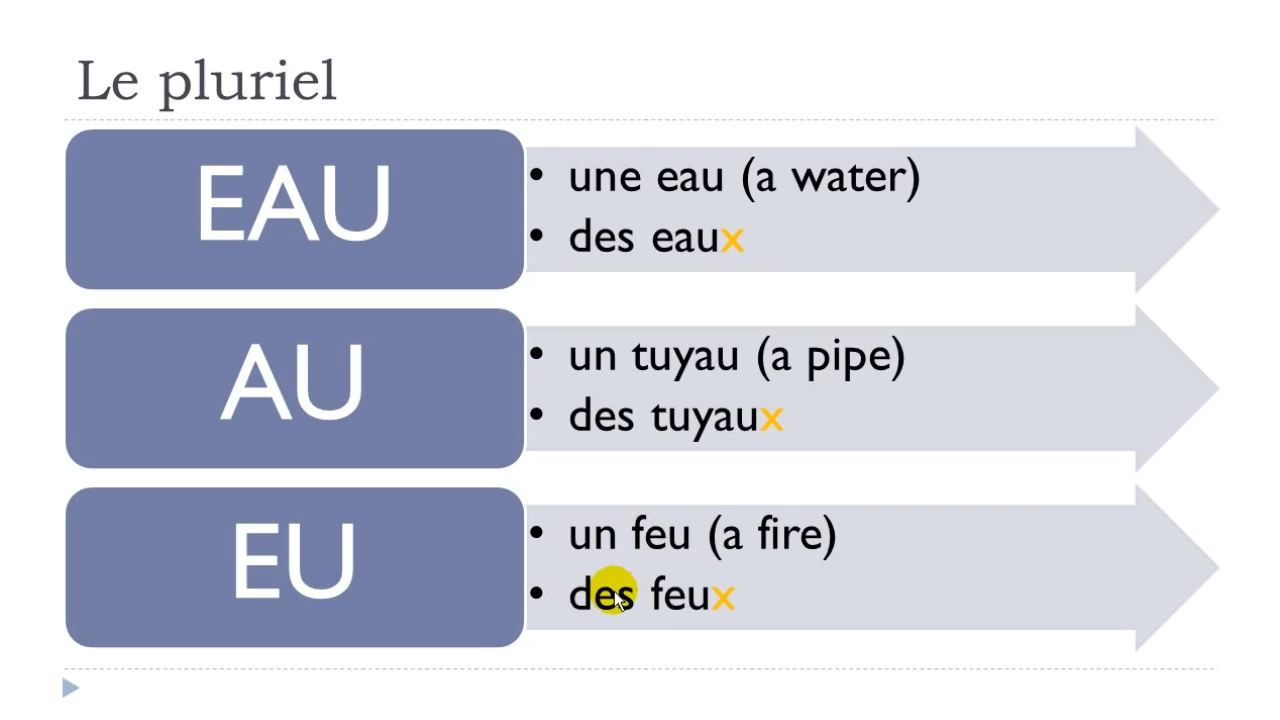 Le pluriel
EAU
• une eau (a water)
• des eaux
AU
• un tuyau (a pipe)
• des tuyaux
EU
• un feu (a fire)
• des feux